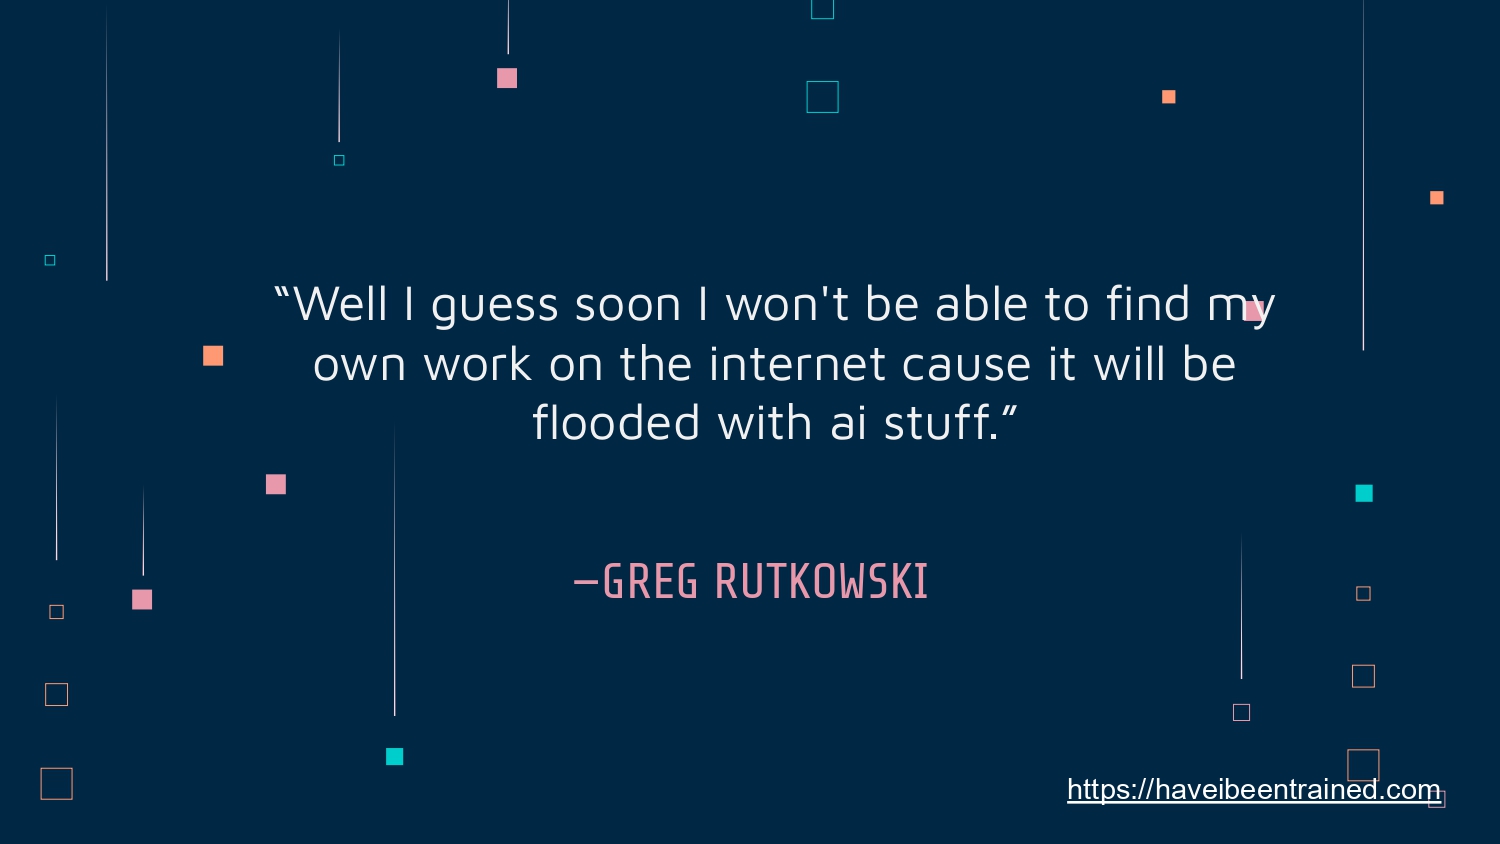 “Well I guess soon I won't be able to find my
own work on the internet cause it will be
flooded with ai stuff.”
—GREG RUTKOWSKI
https://haveibeentrained.com